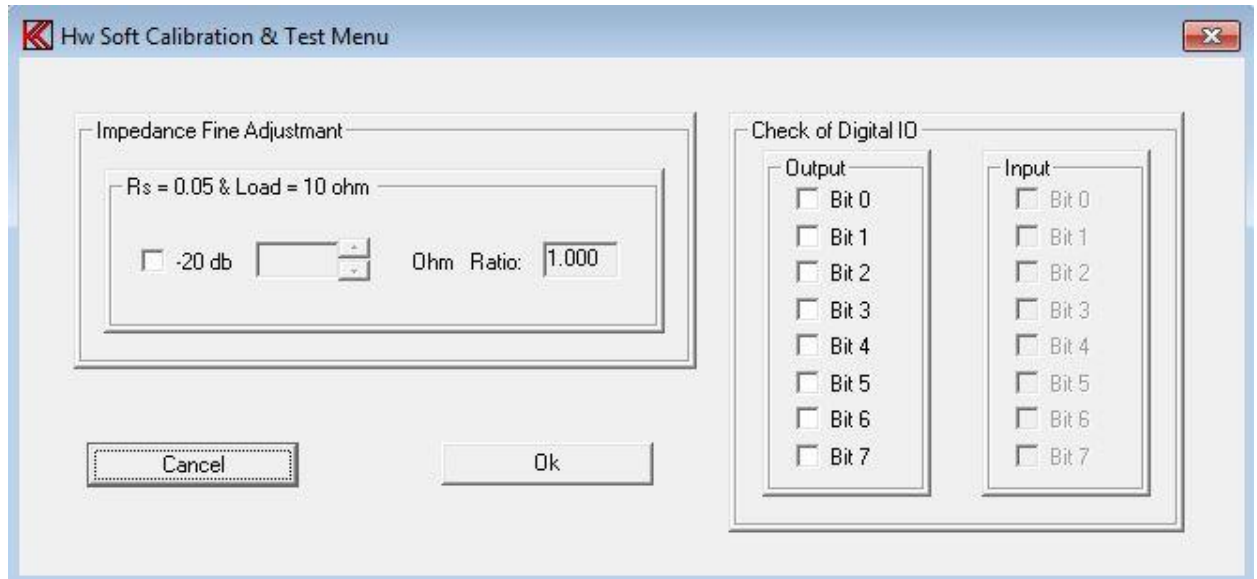 Hw Soft Calibration & Test Menu
Impedance Fine Adjustmant
Rs = 0.05 & Load = 10 ohm
-20 db
Ohm Ratio: 1.000
Cancel
Ok
Check of Digital IO
Output
Bit 0
Bit 1
Bit 2
Bit 3
Bit 4
Bit 5
Bit 6
Bit 7
Input
Bit 0
Bit 1
Bit 2
Bit 3
Bit 4
Bit 5
Bit 6
Bit 7